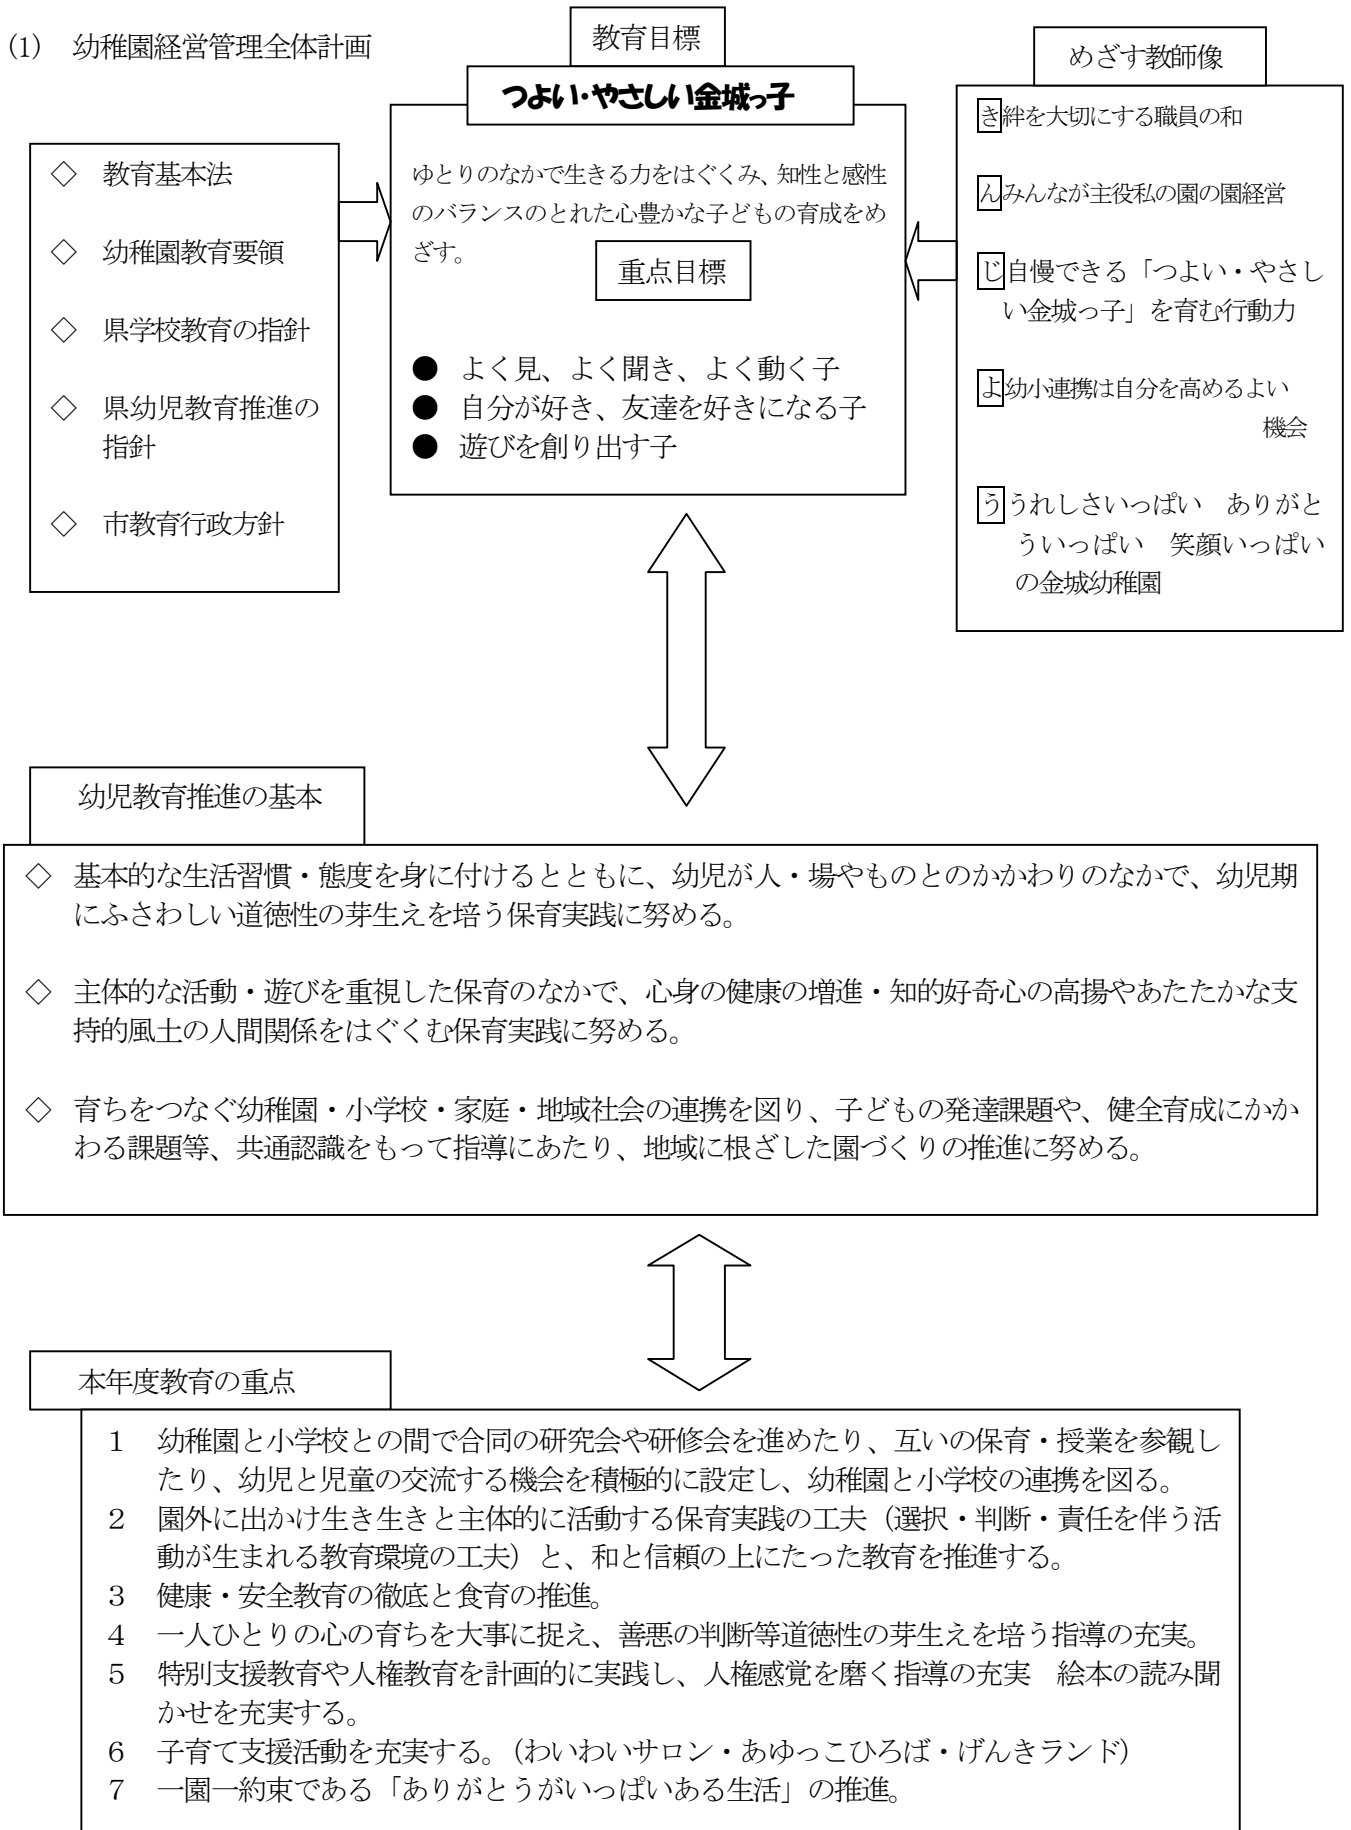 (1)　幼稚園経営管理全体計画
教育目標
つよい・やさしい金城っ子
ゆとりのなかで生きる力をはぐくみ、知性と感性
のバランスのとれた心豊かな子どもの育成をめ
ざす。
重点目標
● よく見、よく聞き、よく動く子
● 自分が好き、友達を好きになる子
● 遊びを創り出す子
◇ 教育基本法
◇ 幼稚園教育要領
◇ 県学校教育の指針
◇ 県幼児教育推進の
指針
◇ 市教育行政方針
めざす教師像
き絆を大切にする職員の和
んみんなが主役私の園の園経営
じ自慢できる「つよい・やさし
い金城っ子」を育む行動力
よ幼小連携は自分を高めるよい
機会
ううれしさいっぱい　ありがと
ういっぱい　笑顔いっぱい
の金城幼稚園
幼児教育推進の基本
◇ 基本的な生活習慣・態度を身に付けるとともに、幼児が人・場やものとのかかわりのなかで、幼児期
にふさわしい道徳性の芽生えを培う保育実践に努める。
◇ 主体的な活動・遊びを重視した保育のなかで、心身の健康の増進・知的好奇心の高揚やあたたかな支
持的風土の人間関係をはぐくむ保育実践に努める。
◇ 育ちをつなぐ幼稚園・小学校・家庭・地域社会の連携を図り、子どもの発達課題や、健全育成にかか
わる課題等、共通認識をもって指導にあたり、地域に根ざした園づくりの推進に努める。
本年度教育の重点
１　幼稚園と小学校との間で合同の研究会や研修会を進めたり、互いの保育・授業を参観し
たり、幼児と児童の交流する機会を積極的に設定し、幼稚園と小学校の連携を図る。
２　園外に出かけ生き生きと主体的に活動する保育実践の工夫（選択・判断・責任を伴う活
動が生まれる教育環境の工夫）と、和と信頼の上にたった教育を推進する。
３　健康・安全教育の徹底と食育の推進。
４　一人ひとりの心の育ちを大事に捉え、善悪の判断等道徳性の芽生えを培う指導の充実。
５　特別支援教育や人権教育を計画的に実践し、人権感覚を磨く指導の充実　絵本の読み聞
かせを充実する。
６　子育て支援活動を充実する。（わいわいサロン・あゆっこひろば・げんきランド）
７　一園一約束である「ありがとうがいっぱいある生活」の推進。